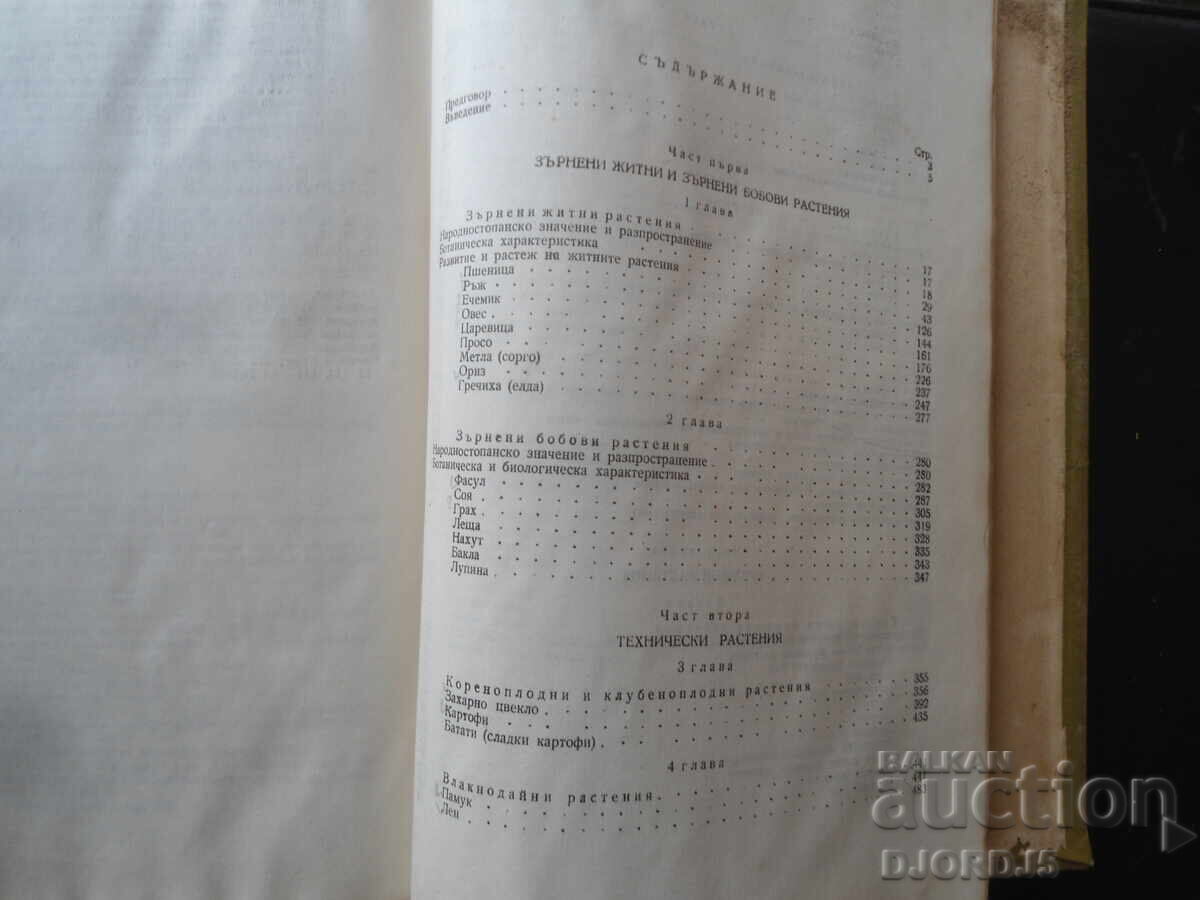 СЪДЪРЖАНИЕ
Стр.
Предговор . . . . . . . . . . 3
Въведение . . . . . . . . . . 5
Част първа
ЗЪРНЕНИ ЖИТНИ И ЗЪРНЕНИ БОБОВИ РАСТЕНИЯ
1 глава
Зърнени житни растения . . . . . . 17
Народностопанско значение и разпространение . . . . . . 17
Ботаническа характеристика . . . . . . 18
Развитие и растеж на житните растения . . . . . . 29
Пшеница . . . . . . . . . . 43
Ръж . . . . . . . . . . 126
Ечемик . . . . . . . . . . 144
Овес . . . . . . . . . . 161
Царевица . . . . . . . . . . 176
Просо . . . . . . . . . . 226
Метла (сорго) . . . . . . . . . . 237
Ориз . . . . . . . . . . 247
Гречиха (елда) . . . . . . . . . . 277
2 глава
Зърнени бобови растения . . . . . . 280
Народностопанско значение и разпространение . . . . . . 280
Ботаническа и биологическа характеристика . . . . . . 282
Фасул . . . . . . . . . . 287
Соя . . . . . . . . . . 305
Грах . . . . . . . . . . 319
Леща . . . . . . . . . . 328
Нахут . . . . . . . . . . 335
Бакла . . . . . . . . . . 343
Лупина . . . . . . . . . . 347
Част втора
ТЕХНИЧЕСКИ РАСТЕНИЯ
3 глава
Кореноплодни и клубеноплодни растения . . . . . . 355
Захарно цвекло . . . . . . . . . . 356
Картофи . . . . . . . . . . 392
Батати (сладки картофи) . . . . . . . . . . 435
4 глава
Влакнодайни растения . . . . . . . . . .
Памук . . . . . . . . . .
Лен . . . . . . . . . .
BALKAN
auction
DJORDJ5